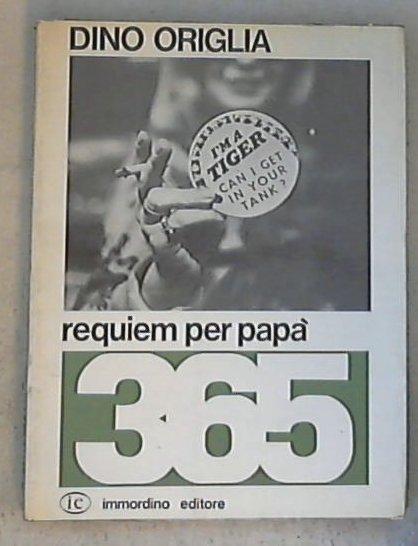 DINO ORIGLIA
I'M A
TIGER
CAN I GET
IN YOUR
TANK?
requiem per papà
365
ic immordino editore